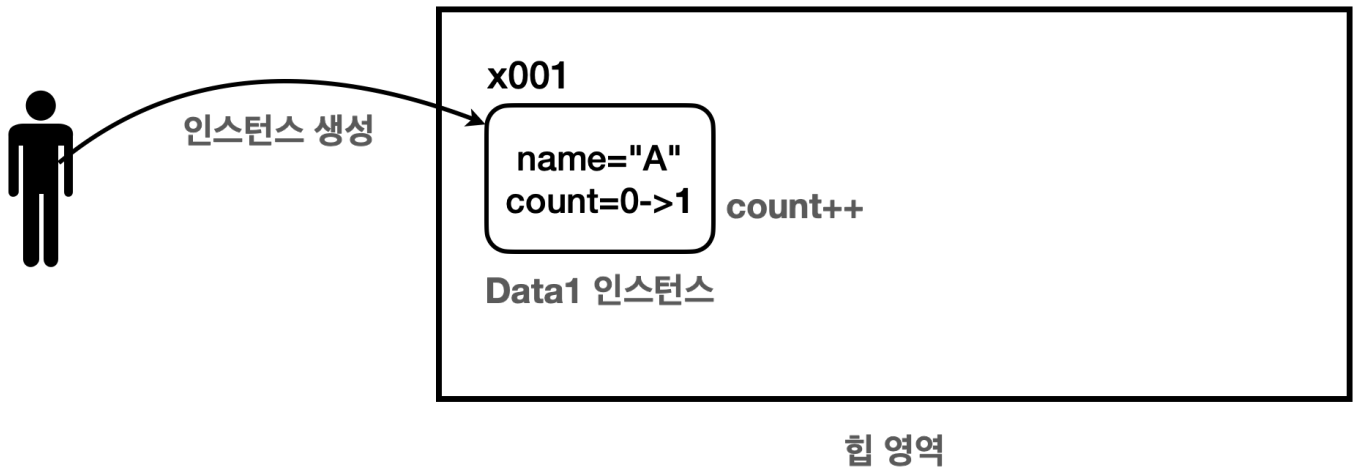 x001
인스턴스 생성
name="A"
count=0->1
count++
Data1 인스턴스
힙 영역